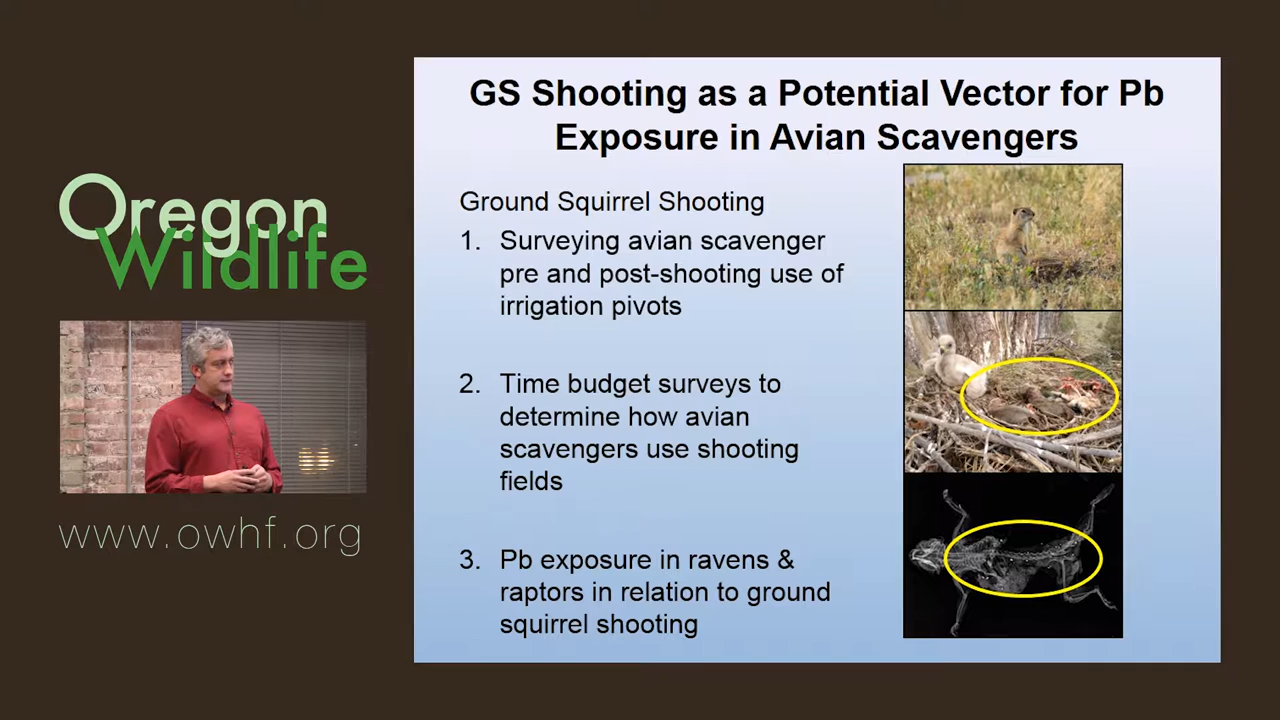 Oregon
Wildlife
www.owhf.org
GS Shooting as a Potential Vector for Pb
Exposure in Avian Scavengers
Ground Squirrel Shooting
1. Surveying avian scavenger
pre and post-shooting use of
irrigation pivots
2. Time budget surveys to
determine how avian
scavengers use shooting
fields
3. Pb exposure in ravens &
raptors in relation to ground
squirrel shooting